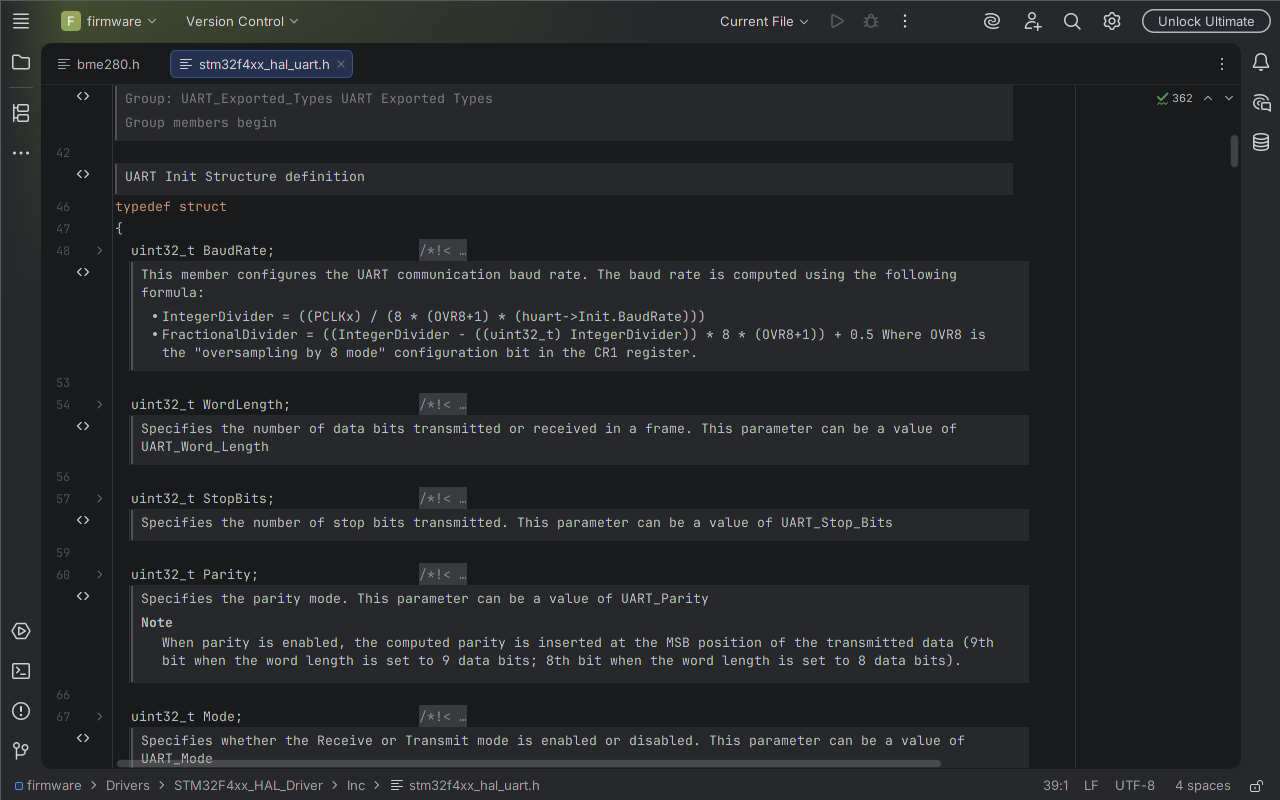 F firmware Version Control Current File Unlock Ultimate
bme280.h stm32f4xx_hal_uart.h
362
Group: UART_Exported_Types UART Exported Types
Group members begin
42
UART Init Structure definition
46 typedef struct
47 {
48 uint32_t BaudRate; /*!< …
This member configures the UART communication baud rate. The baud rate is computed using the following
formula:
• IntegerDivider = ((PCLKx) / (8 * (OVR8+1) * (huart->Init.BaudRate)))
• FractionalDivider = ((IntegerDivider - ((uint32_t) IntegerDivider)) * 8 * (OVR8+1)) + 0.5 Where OVR8 is
the "oversampling by 8 mode" configuration bit in the CR1 register.
53
54 uint32_t WordLength; /*!< …
Specifies the number of data bits transmitted or received in a frame. This parameter can be a value of
UART_Word_Length
56
57 uint32_t StopBits; /*!< …
Specifies the number of stop bits transmitted. This parameter can be a value of UART_Stop_Bits
59
60 uint32_t Parity; /*!< …
Specifies the parity mode. This parameter can be a value of UART_Parity
Note
When parity is enabled, the computed parity is inserted at the MSB position of the transmitted data (9th
bit when the word length is set to 9 data bits; 8th bit when the word length is set to 8 data bits).
66
67 uint32_t Mode; /*!< …
Specifies whether the Receive or Transmit mode is enabled or disabled. This parameter can be a value of
UART_Mode
firmware Drivers STM32F4xx_HAL_Driver Inc stm32f4xx_hal_uart.h 39:1 LF UTF-8 4 spaces